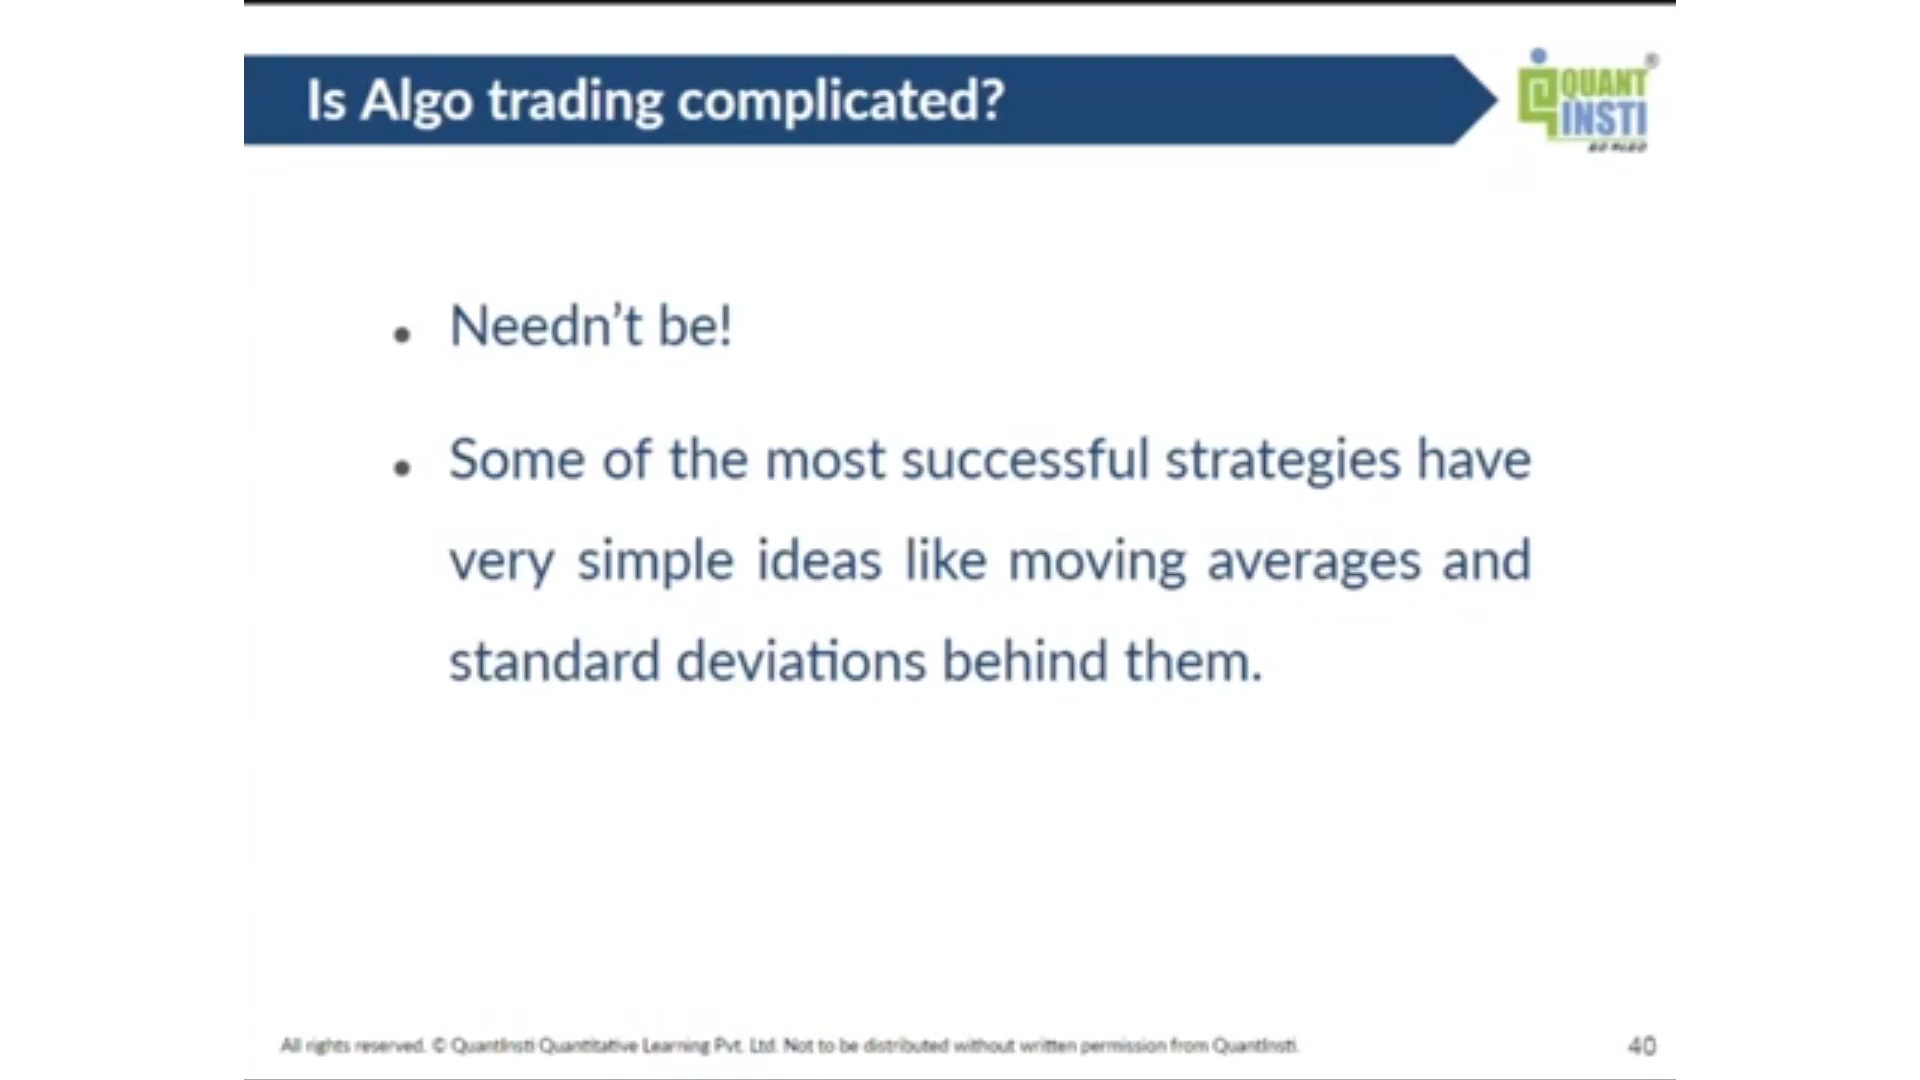 Is Algo trading complicated?
QUANT
INSTI
®
• Needn't be!
• Some of the most successful strategies have
very simple ideas like moving averages and
standard deviations behind them.
All rights reserved. © QuantInsti Quantitative Learning Pvt. Ltd. Not to be distributed without written permission from QuantInsti.
40